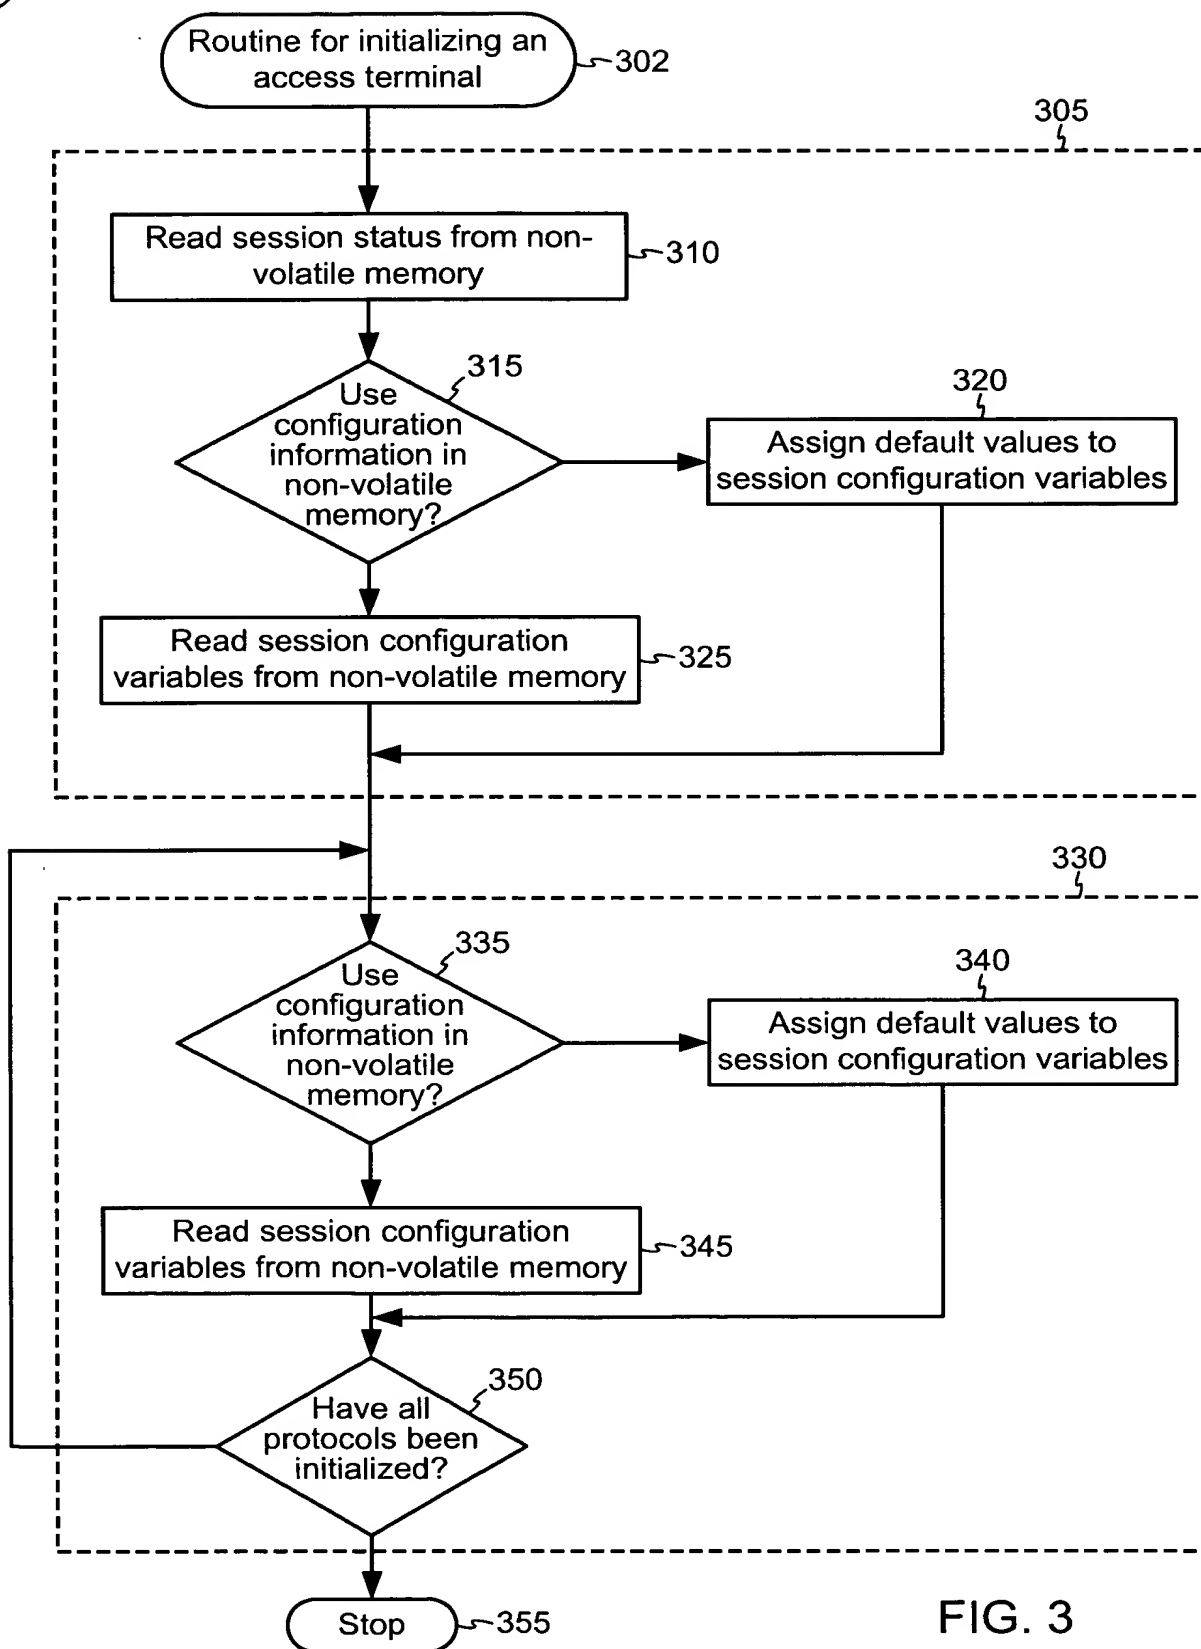 Routine for initializing an
access terminal
302
305
Read session status from non-
volatile memory
310
315
Use
configuration
information in
non-volatile
memory?
320
Assign default values to
session configuration variables
Read session configuration
variables from non-volatile memory
325
330
335
Use
configuration
information in
non-volatile
memory?
340
Assign default values to
session configuration variables
Read session configuration
variables from non-volatile memory
345
350
Have all
protocols been
initialized?
Stop
355
FIG. 3